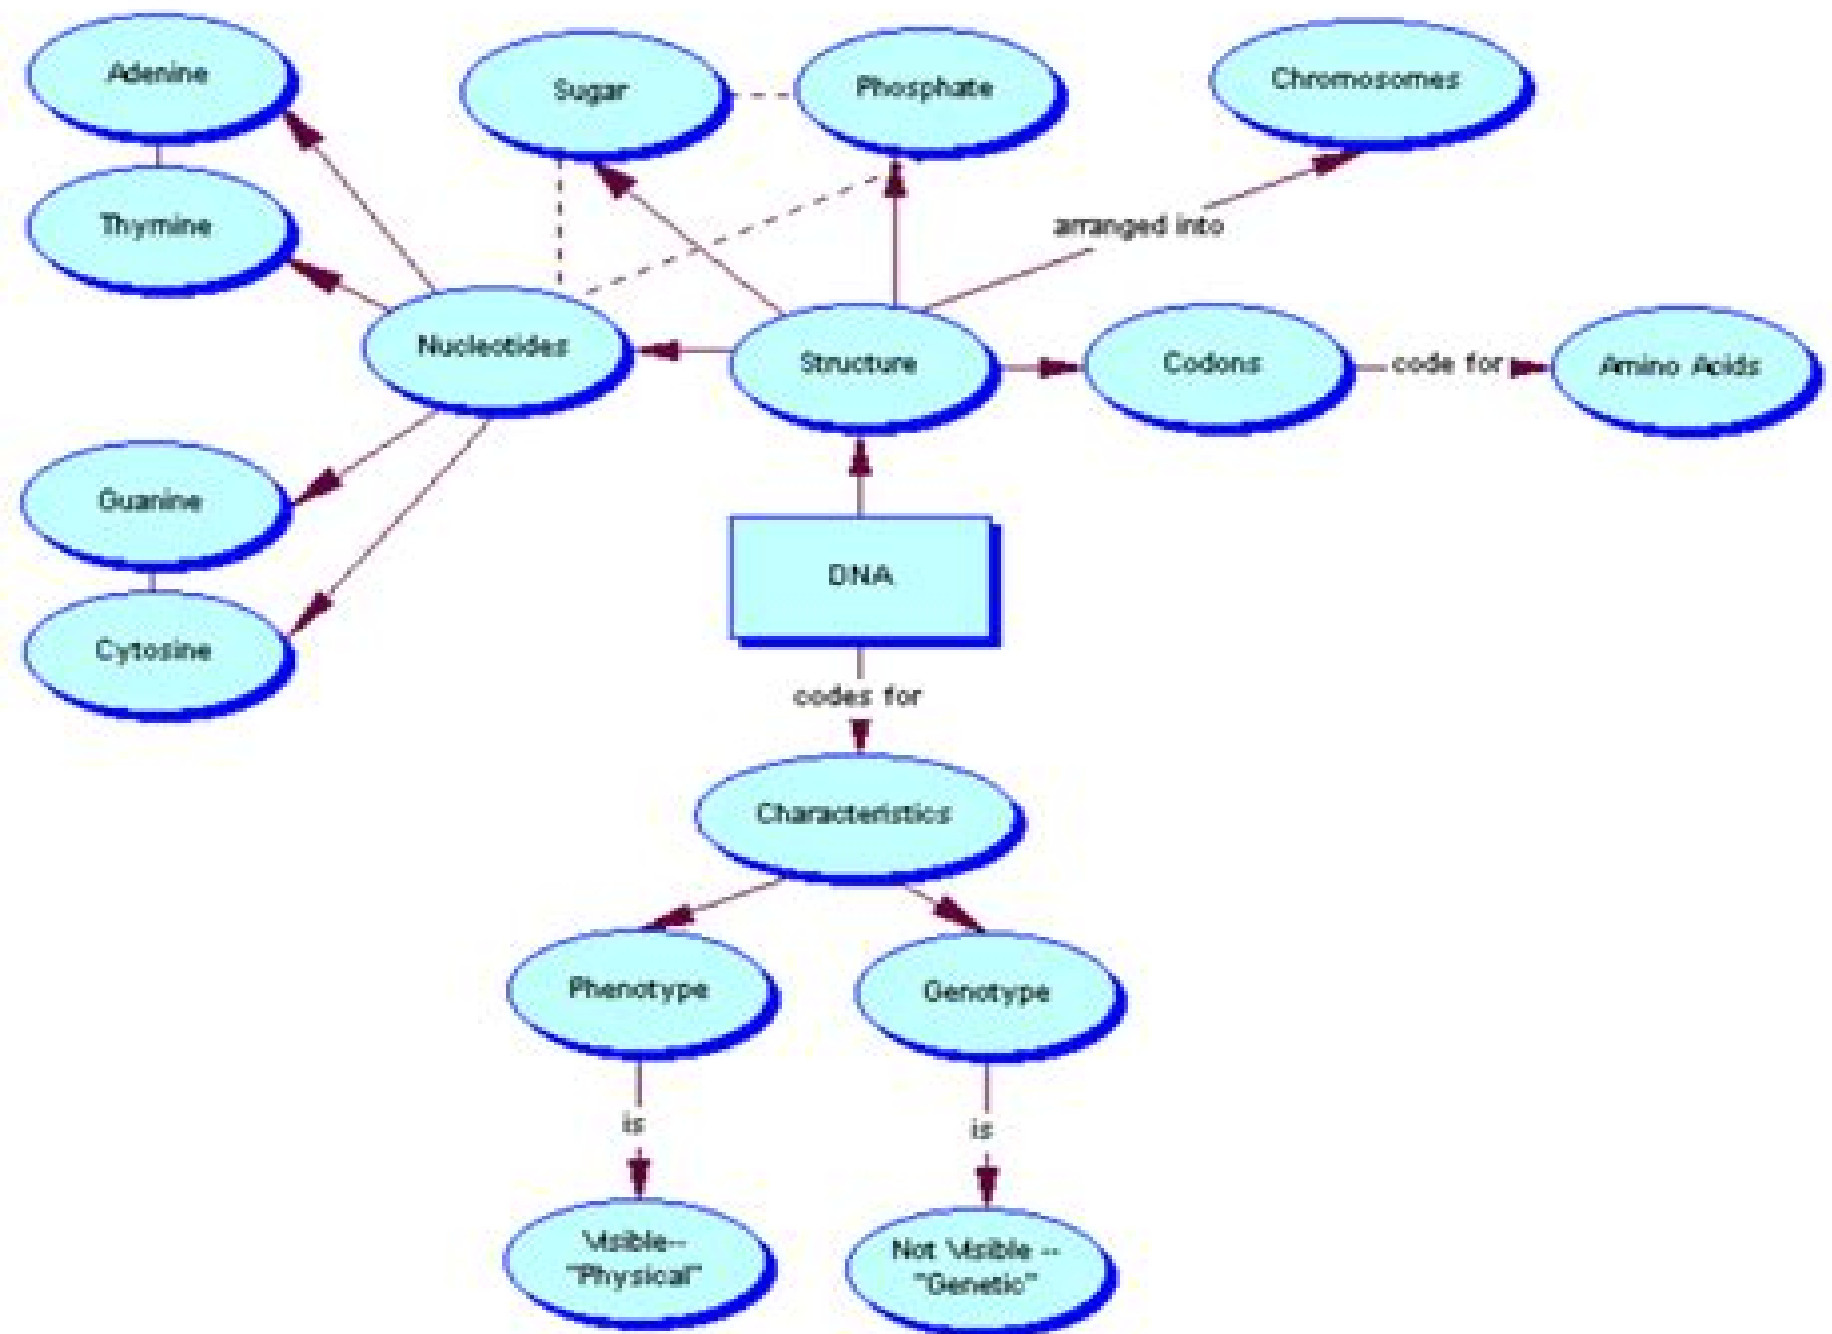 Adenine
Sugar
Phosphate
Chromosomes
Thymine
arranged into
Nucleotides
Structure
Codons
code for
Amino Acids
Guanine
DNA
Cytosine
codes for
Characteristics
Phenotype
Genotype
is
is
Visible--
"Physical"
Not Visible --
"Genetic"